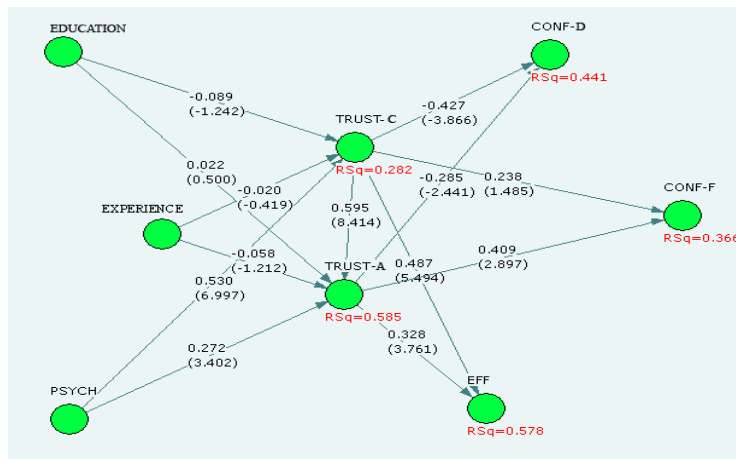 EDUCATION
CONF-D
RSq=0.441
-0.089
(-1.242)
TRUST-C
-0.427
(-3.866)
RSq=0.282
0.022
(0.500)
-0.020
(-0.419)
-0.285
(-2.441)
0.238
(1.485)
CONF-F
RSq=0.366
EXPERIENCE
0.595
(8.414)
-0.058
(-1.212)
TRUST-A
0.487
(5.494)
0.409
(2.897)
0.530
(6.997)
RSq=0.585
0.272
(3.402)
0.328
(3.761)
PSYCH
EFF
RSq=0.578